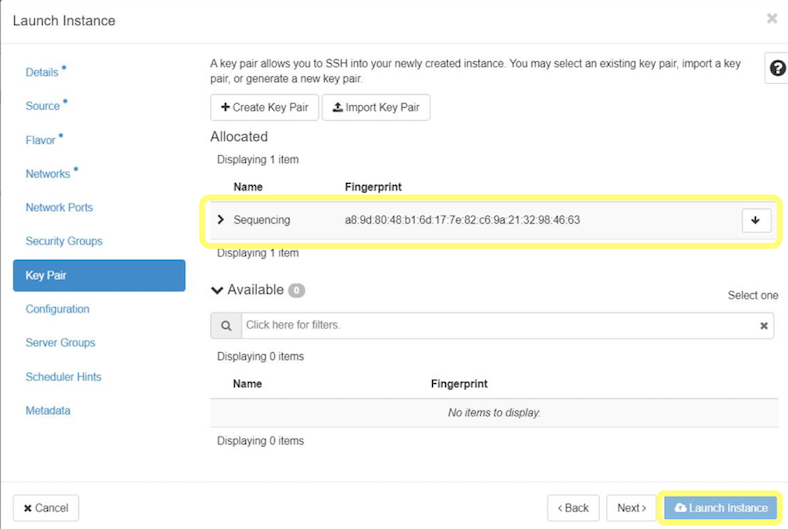 Launch Instance
×
Details *
Source *
Flavor *
Networks *
Network Ports
Security Groups
Key Pair
Configuration
Server Groups
Scheduler Hints
Metadata
A key pair allows you to SSH into your newly created instance. You may select an existing key pair, import a key
pair, or generate a new key pair.
?
+ Create Key Pair Import Key Pair
Allocated
Displaying 1 item
Name Fingerprint
Sequencing a8:9d:80:48:b1:6d:17:7e:82:c6:9a:21:32:98:46:63
Displaying 1 item
Available 0
Select one
Click here for filters.
Displaying 0 items
Name Fingerprint
No items to display.
Displaying 0 items
× Cancel
< Back Next > Launch Instance